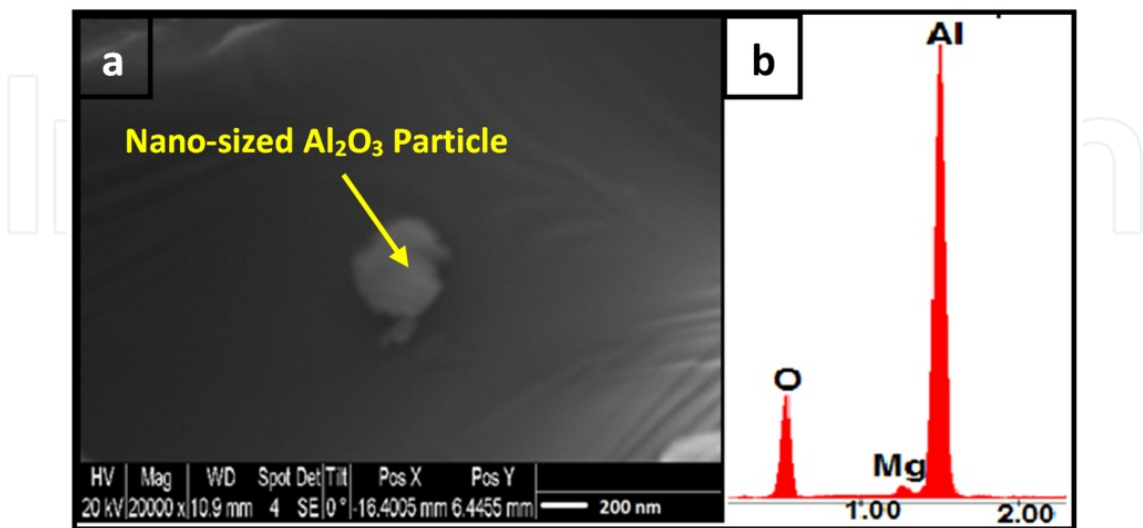 a
Nano-sized Al₂O₃ Particle
HV Mag WD Spot Det Tilt Pos X Pos Y
20 kV 20000 x 10.9 mm 4 SE 0° -16.4005 mm 6.4455 mm 200 nm
b
Al
O
Mg
1.00 2.00